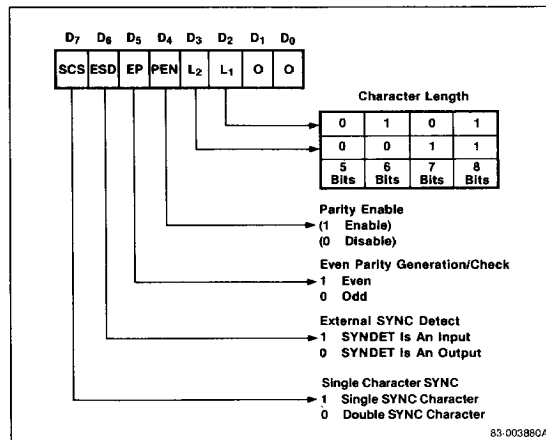 D7 D6 D5 D4 D3 D2 D1 D0
SCS ESD EP PEN L2 L1 O O
Character Length
0 1 0 1
0 0 1 1
5 Bits 6 Bits 7 Bits 8 Bits
Parity Enable
(1 Enable)
(0 Disable)
Even Parity Generation/Check
1 Even
0 Odd
External SYNC Detect
1 SYNDET Is An Input
0 SYNDET Is An Output
Single Character SYNC
1 Single SYNC Character
0 Double SYNC Character
83-003880A